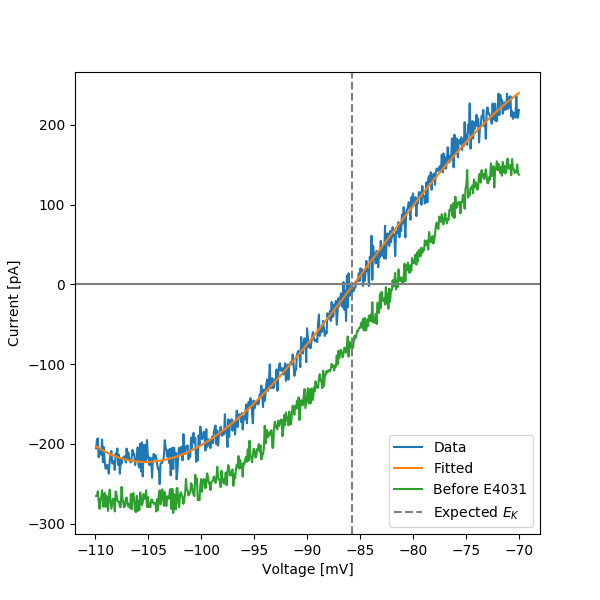 200
100
0
−100
−200
−300
Current [pA]
−110 −105 −100 −95 −90 −85 −80 −75 −70
Voltage [mV]
Data
Fitted
Before E4031
Expected E_K